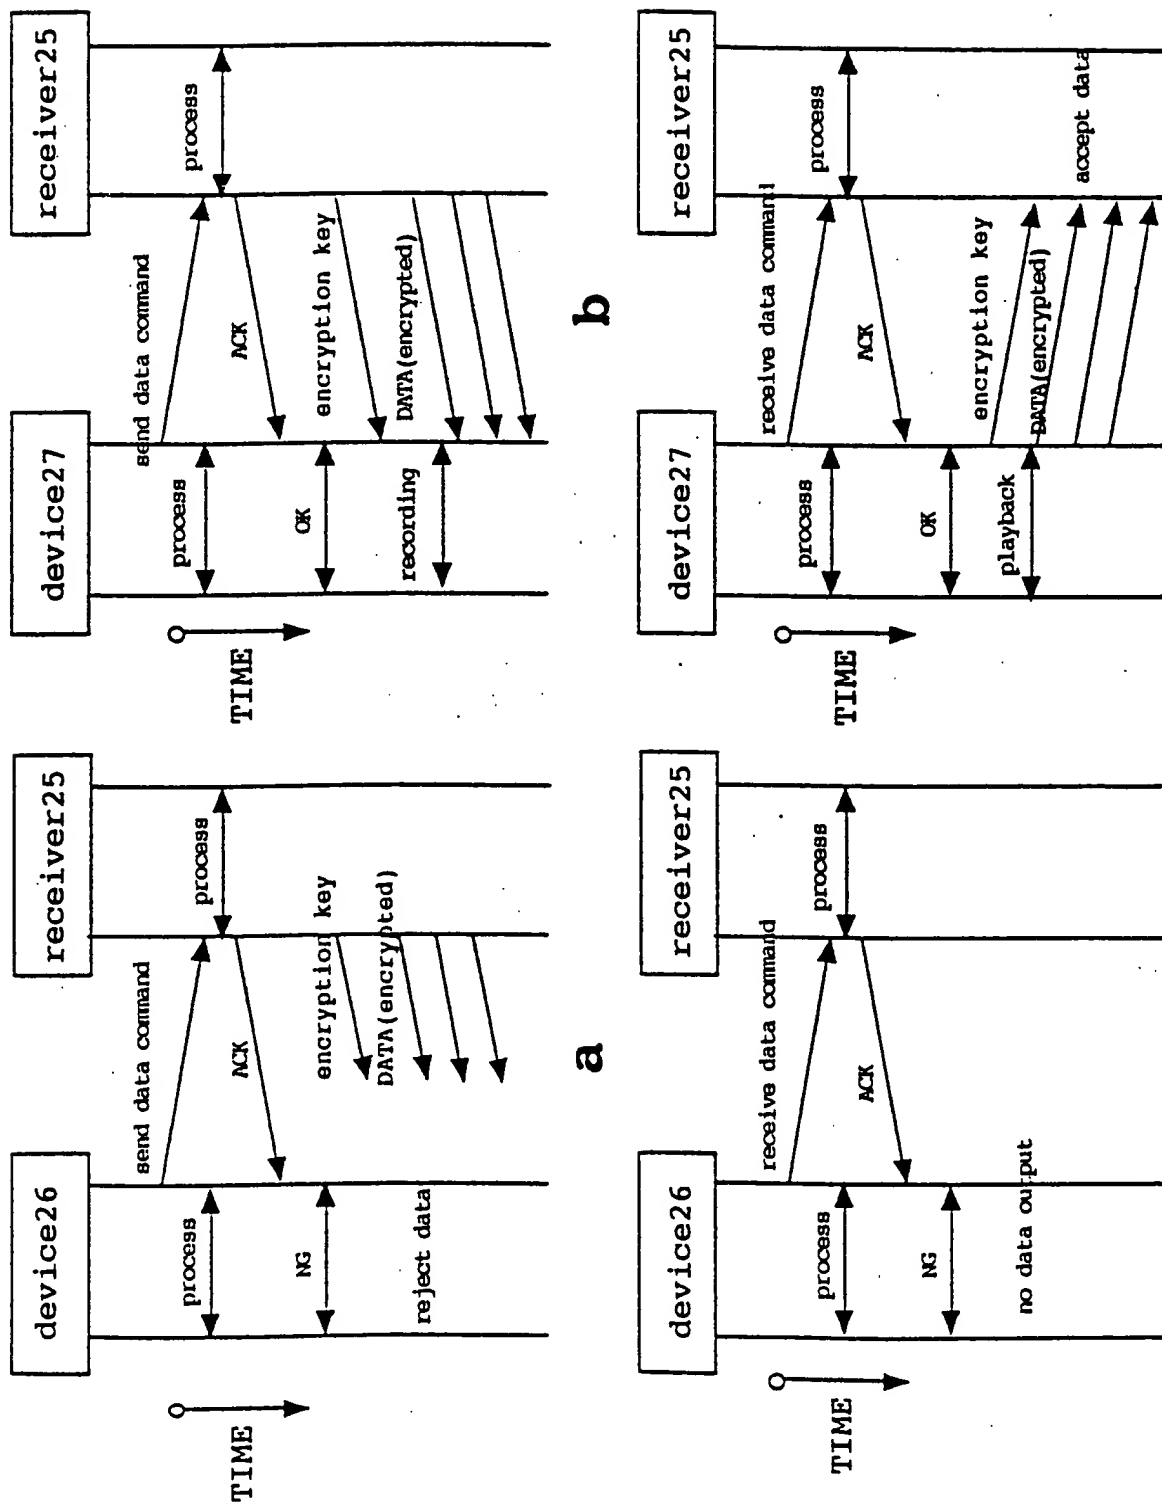 device26
receiver25
send data command
process
process
ACK
NG
encryption key
DATA(encrypted)
reject data
TIME
a
device27
receiver25
send data command
process
process
ACK
OK
encryption key
DATA(encrypted)
recording
TIME
b
device26
receiver25
receive data command
process
process
ACK
NG
no data output
TIME
device27
receiver25
receive data command
process
process
ACK
OK
encryption key
DATA(encrypted)
playback
accept data
TIME